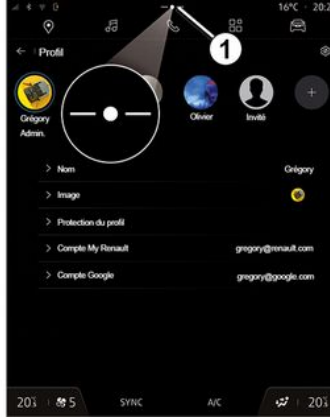 16°C · 20:2
1
← Profil
Grégory
Admin.
Olivier
Invité
> Nom Grégory
> Image
> Protection du profil
> Compte My Renault gregory@renault.com
> Compte Google gregory@google.com
20 5 SYNC A/C 20